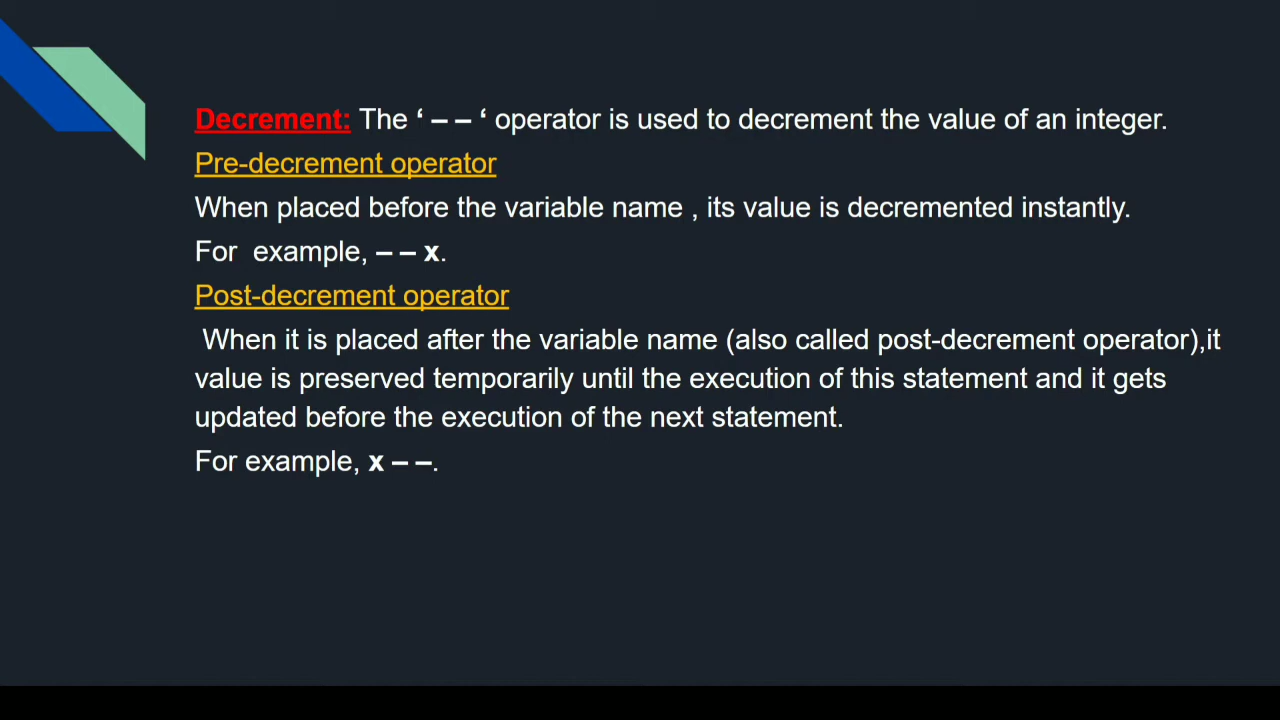 Decrement: The ‘ – – ‘ operator is used to decrement the value of an integer.
Pre-decrement operator
When placed before the variable name , its value is decremented instantly.
For  example, – – x.
Post-decrement operator
When it is placed after the variable name (also called post-decrement operator),it
value is preserved temporarily until the execution of this statement and it gets
updated before the execution of the next statement.
For example, x – –.